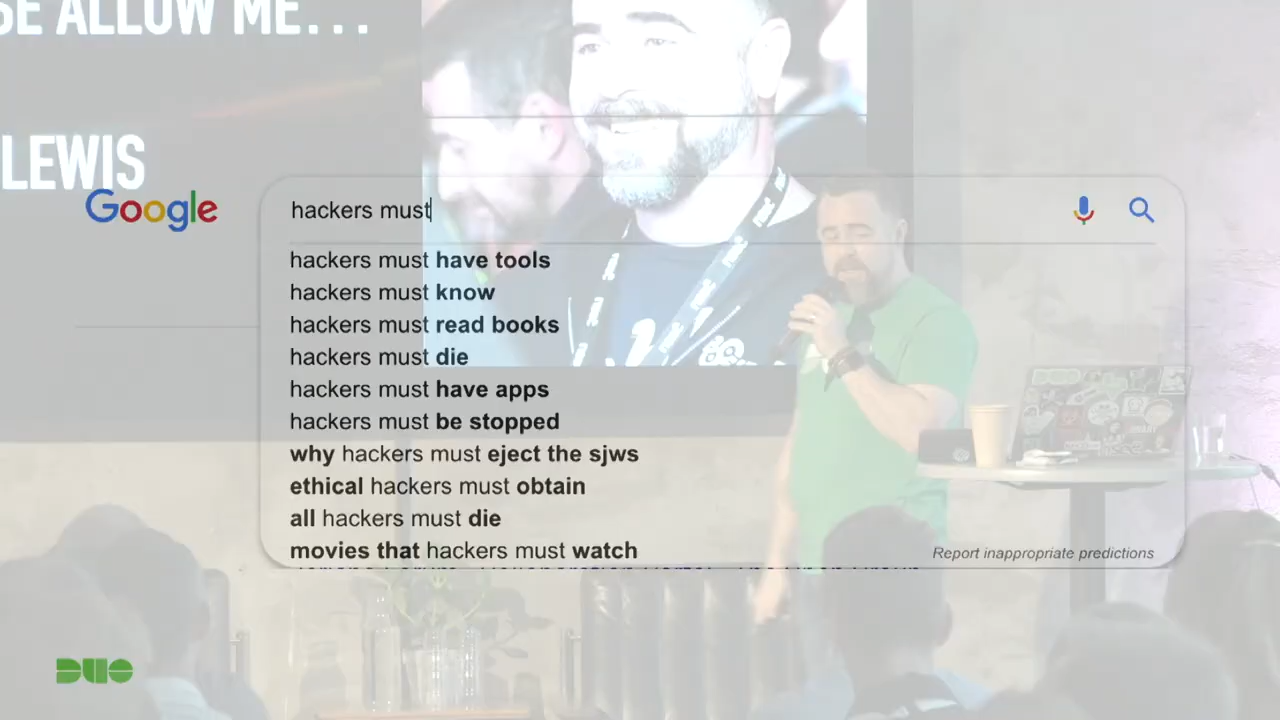 SE ALLOW ME...
LEWIS
Google
hackers must
hackers must have tools
hackers must know
hackers must read books
hackers must die
hackers must have apps
hackers must be stopped
why hackers must eject the sjws
ethical hackers must obtain
all hackers must die
movies that hackers must watch
Report inappropriate predictions
DUO